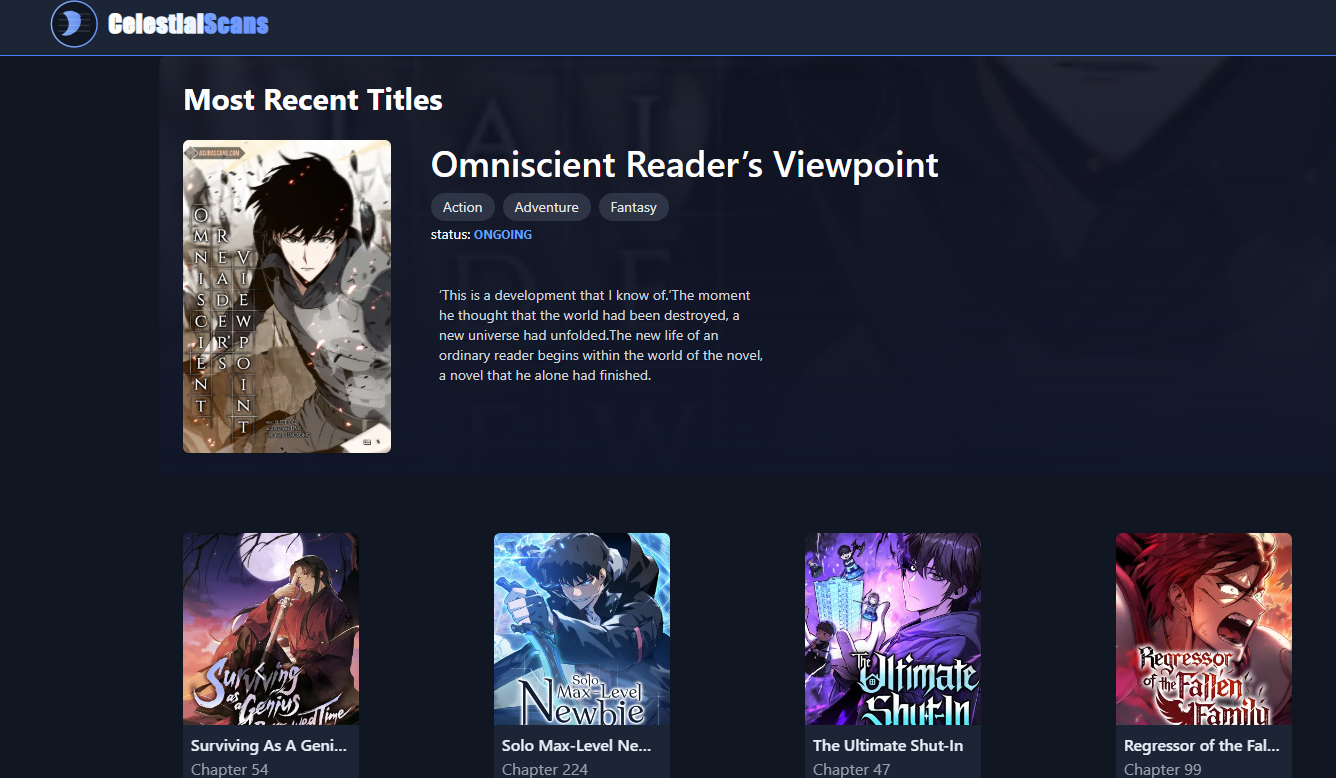 CelestialScans
Most Recent Titles
ASURASCANS.COM
OMNISCIENT
READER'S
VIEWPOINT
Omniscient Reader’s Viewpoint
Action Adventure Fantasy
status: ONGOING
‘This is a development that I know of.’The moment
he thought that the world had been destroyed, a
new universe had unfolded.The new life of an
ordinary reader begins within the world of the novel,
a novel that he alone had finished.
Surviving
as a Genius
Time
Solo
Max-Level
Newbie
The
Ultimate
Shut-In
Regressor
of the Fallen
Family
Surviving As A Geni... Solo Max-Level Ne... The Ultimate Shut-In Regressor of the Fal...
Chapter 54 Chapter 224 Chapter 47 Chapter 99